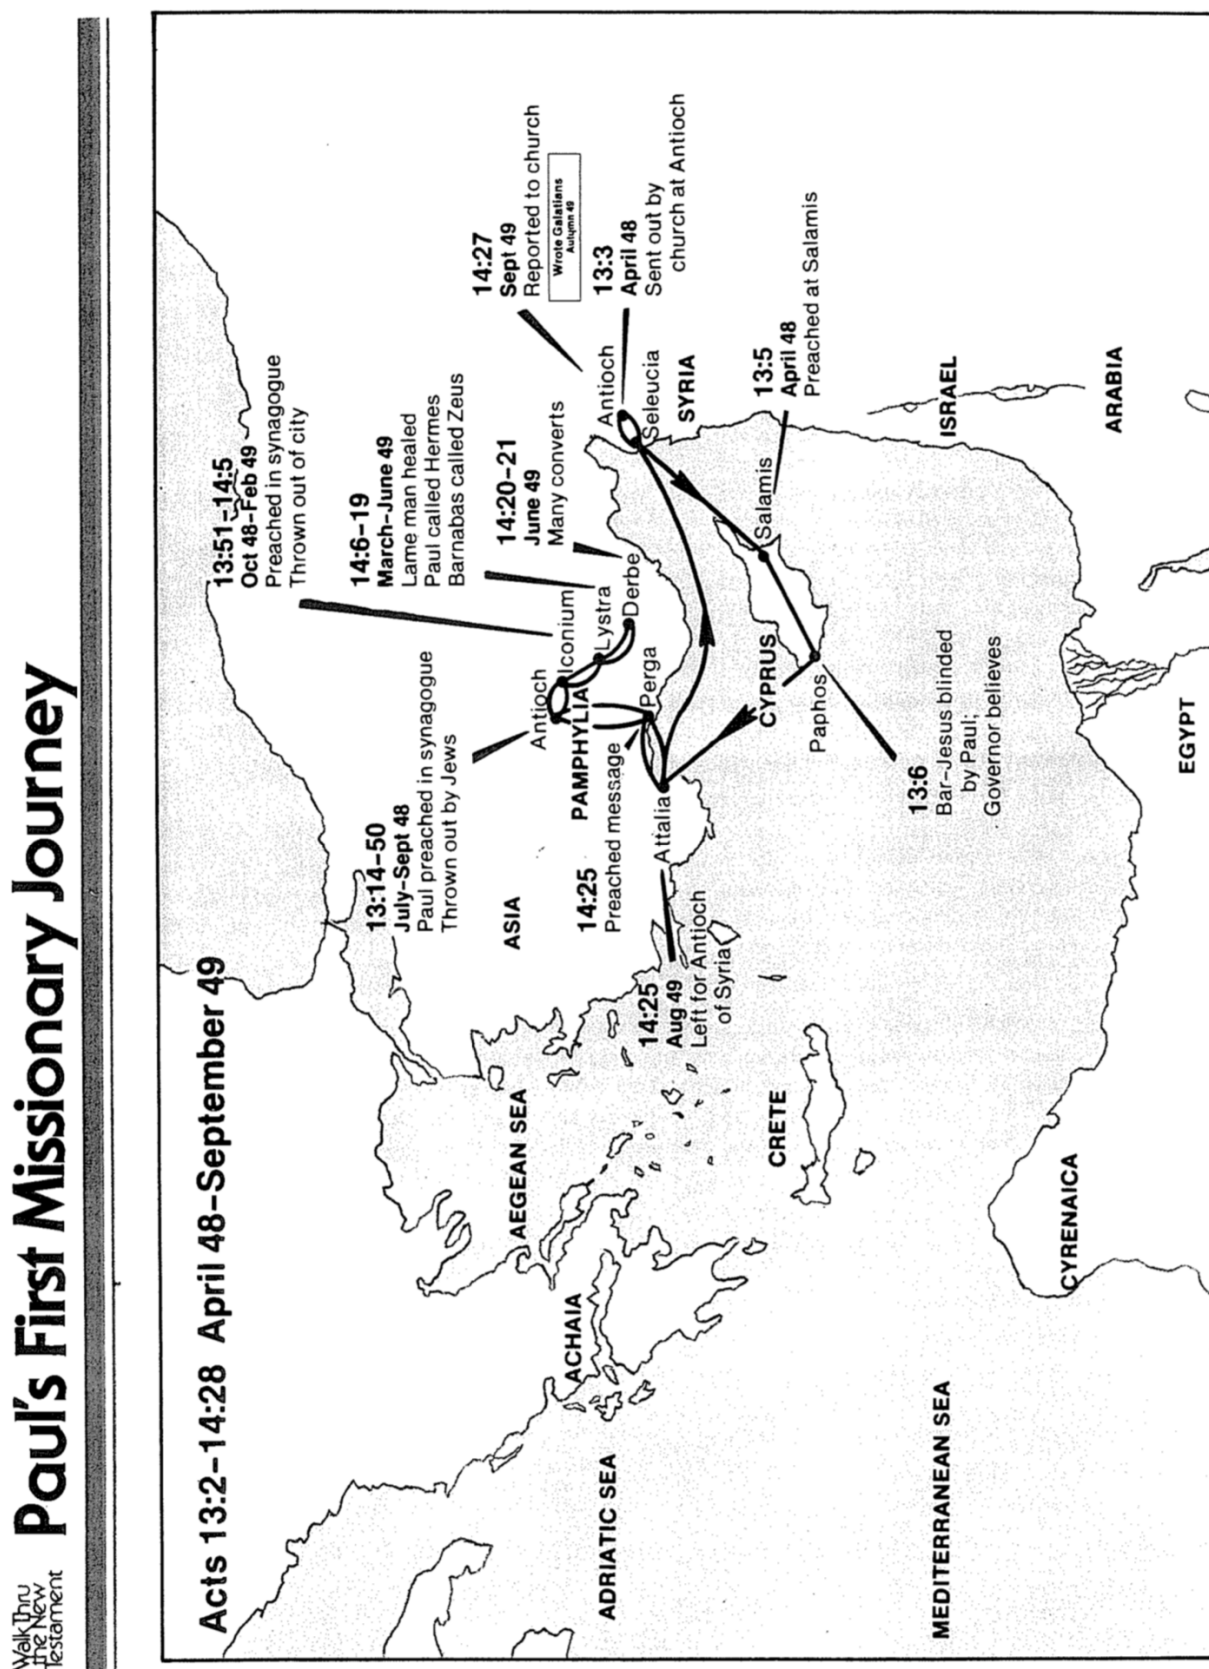 Walk Thru
the New
Testament
Paul's First Missionary Journey
Acts 13:2-14:28 April 48-September 49
13:51-14:5
Oct 48-Feb 49
Preached in synagogue
Thrown out of city
14:6-19
March-June 49
Lame man healed
Paul called Hermes
Barnabas called Zeus
14:20-21
June 49
Many converts
14:27
Sept 49
Reported to church
Wrote Galatians
Autumn 49
13:3
April 48
Sent out by
church at Antioch
13:14-50
July-Sept 48
Paul preached in synagogue
Thrown out by Jews
ASIA
Antioch
Iconium
PAMPHYLIA
Lystra
Derbe
Perga
14:25
Preached message
Attalia
14:25
Aug 49
Left for Antioch
of Syria
Antioch
Seleucia
SYRIA
13:5
April 48
Preached at Salamis
Salamis
CYPRUS
Paphos
13:6
Bar-Jesus blinded
by Paul;
Governor believes
AEGEAN SEA
ACHAIA
ADRIATIC SEA
CRETE
MEDITERRANEAN SEA
CYRENAICA
EGYPT
ISRAEL
ARABIA